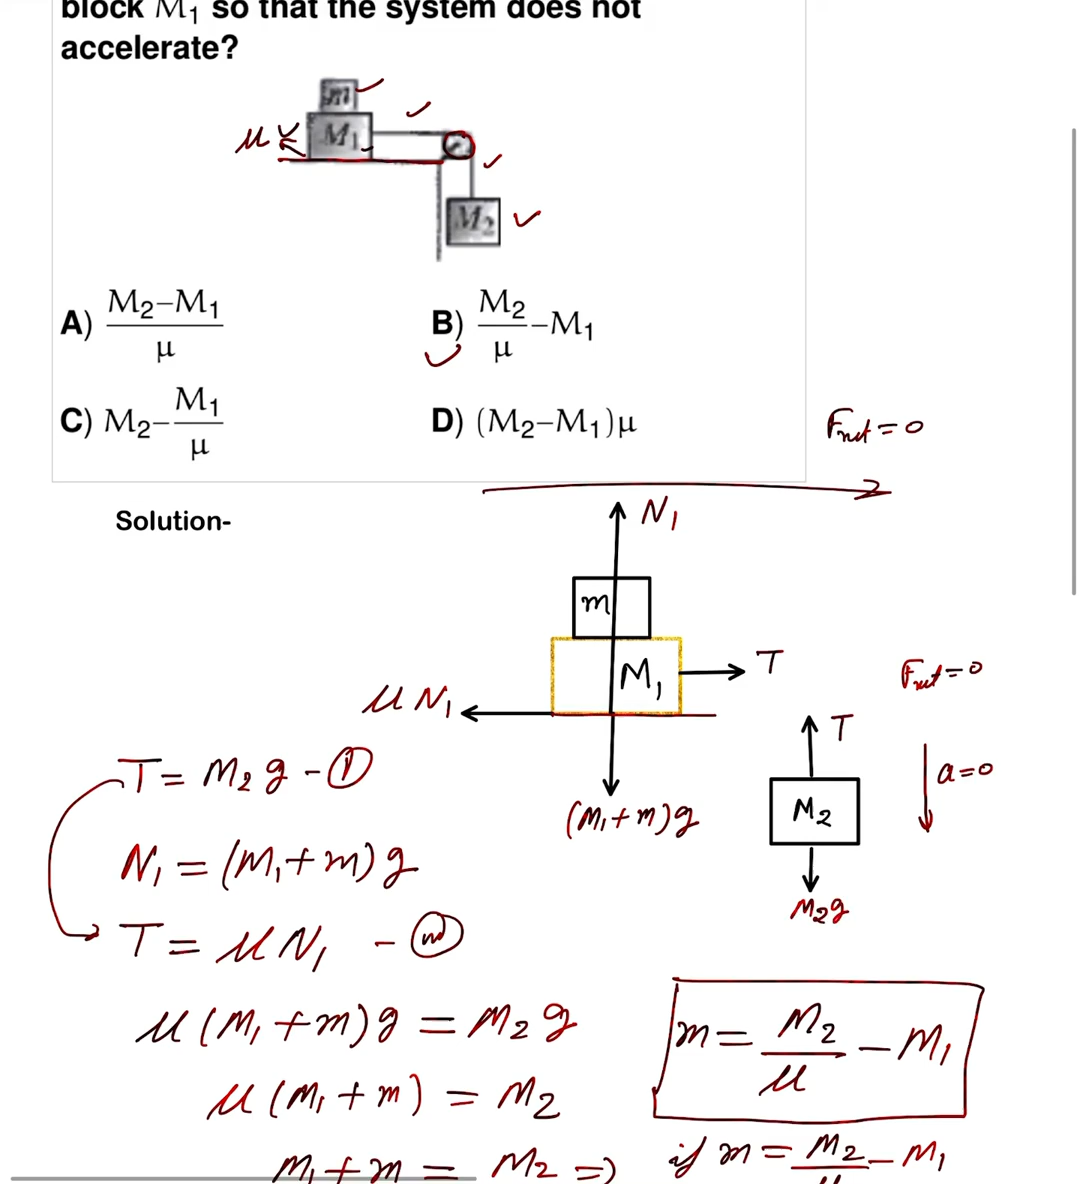 block M₁ so that the system does not
accelerate?
m
μ M₁
M₂
A) (M₂−M₁)/μ
B) M₂/μ −M₁
C) M₂− M₁/μ
D) (M₂−M₁)μ
Fnet = 0
Solution-
N₁
m
M₁
T
μN₁
Fnet = 0
T
T = M₂g - ①
a=0
(M₁+m)g
M₂
N₁ = (M₁+m)g
M₂g
T = μN₁ -
μ(M₁+m)g = M₂g
m = M₂/μ − M₁
μ(M₁+m) = M₂
if m = M₂/μ − M₁
M₁+m = M₂ =)